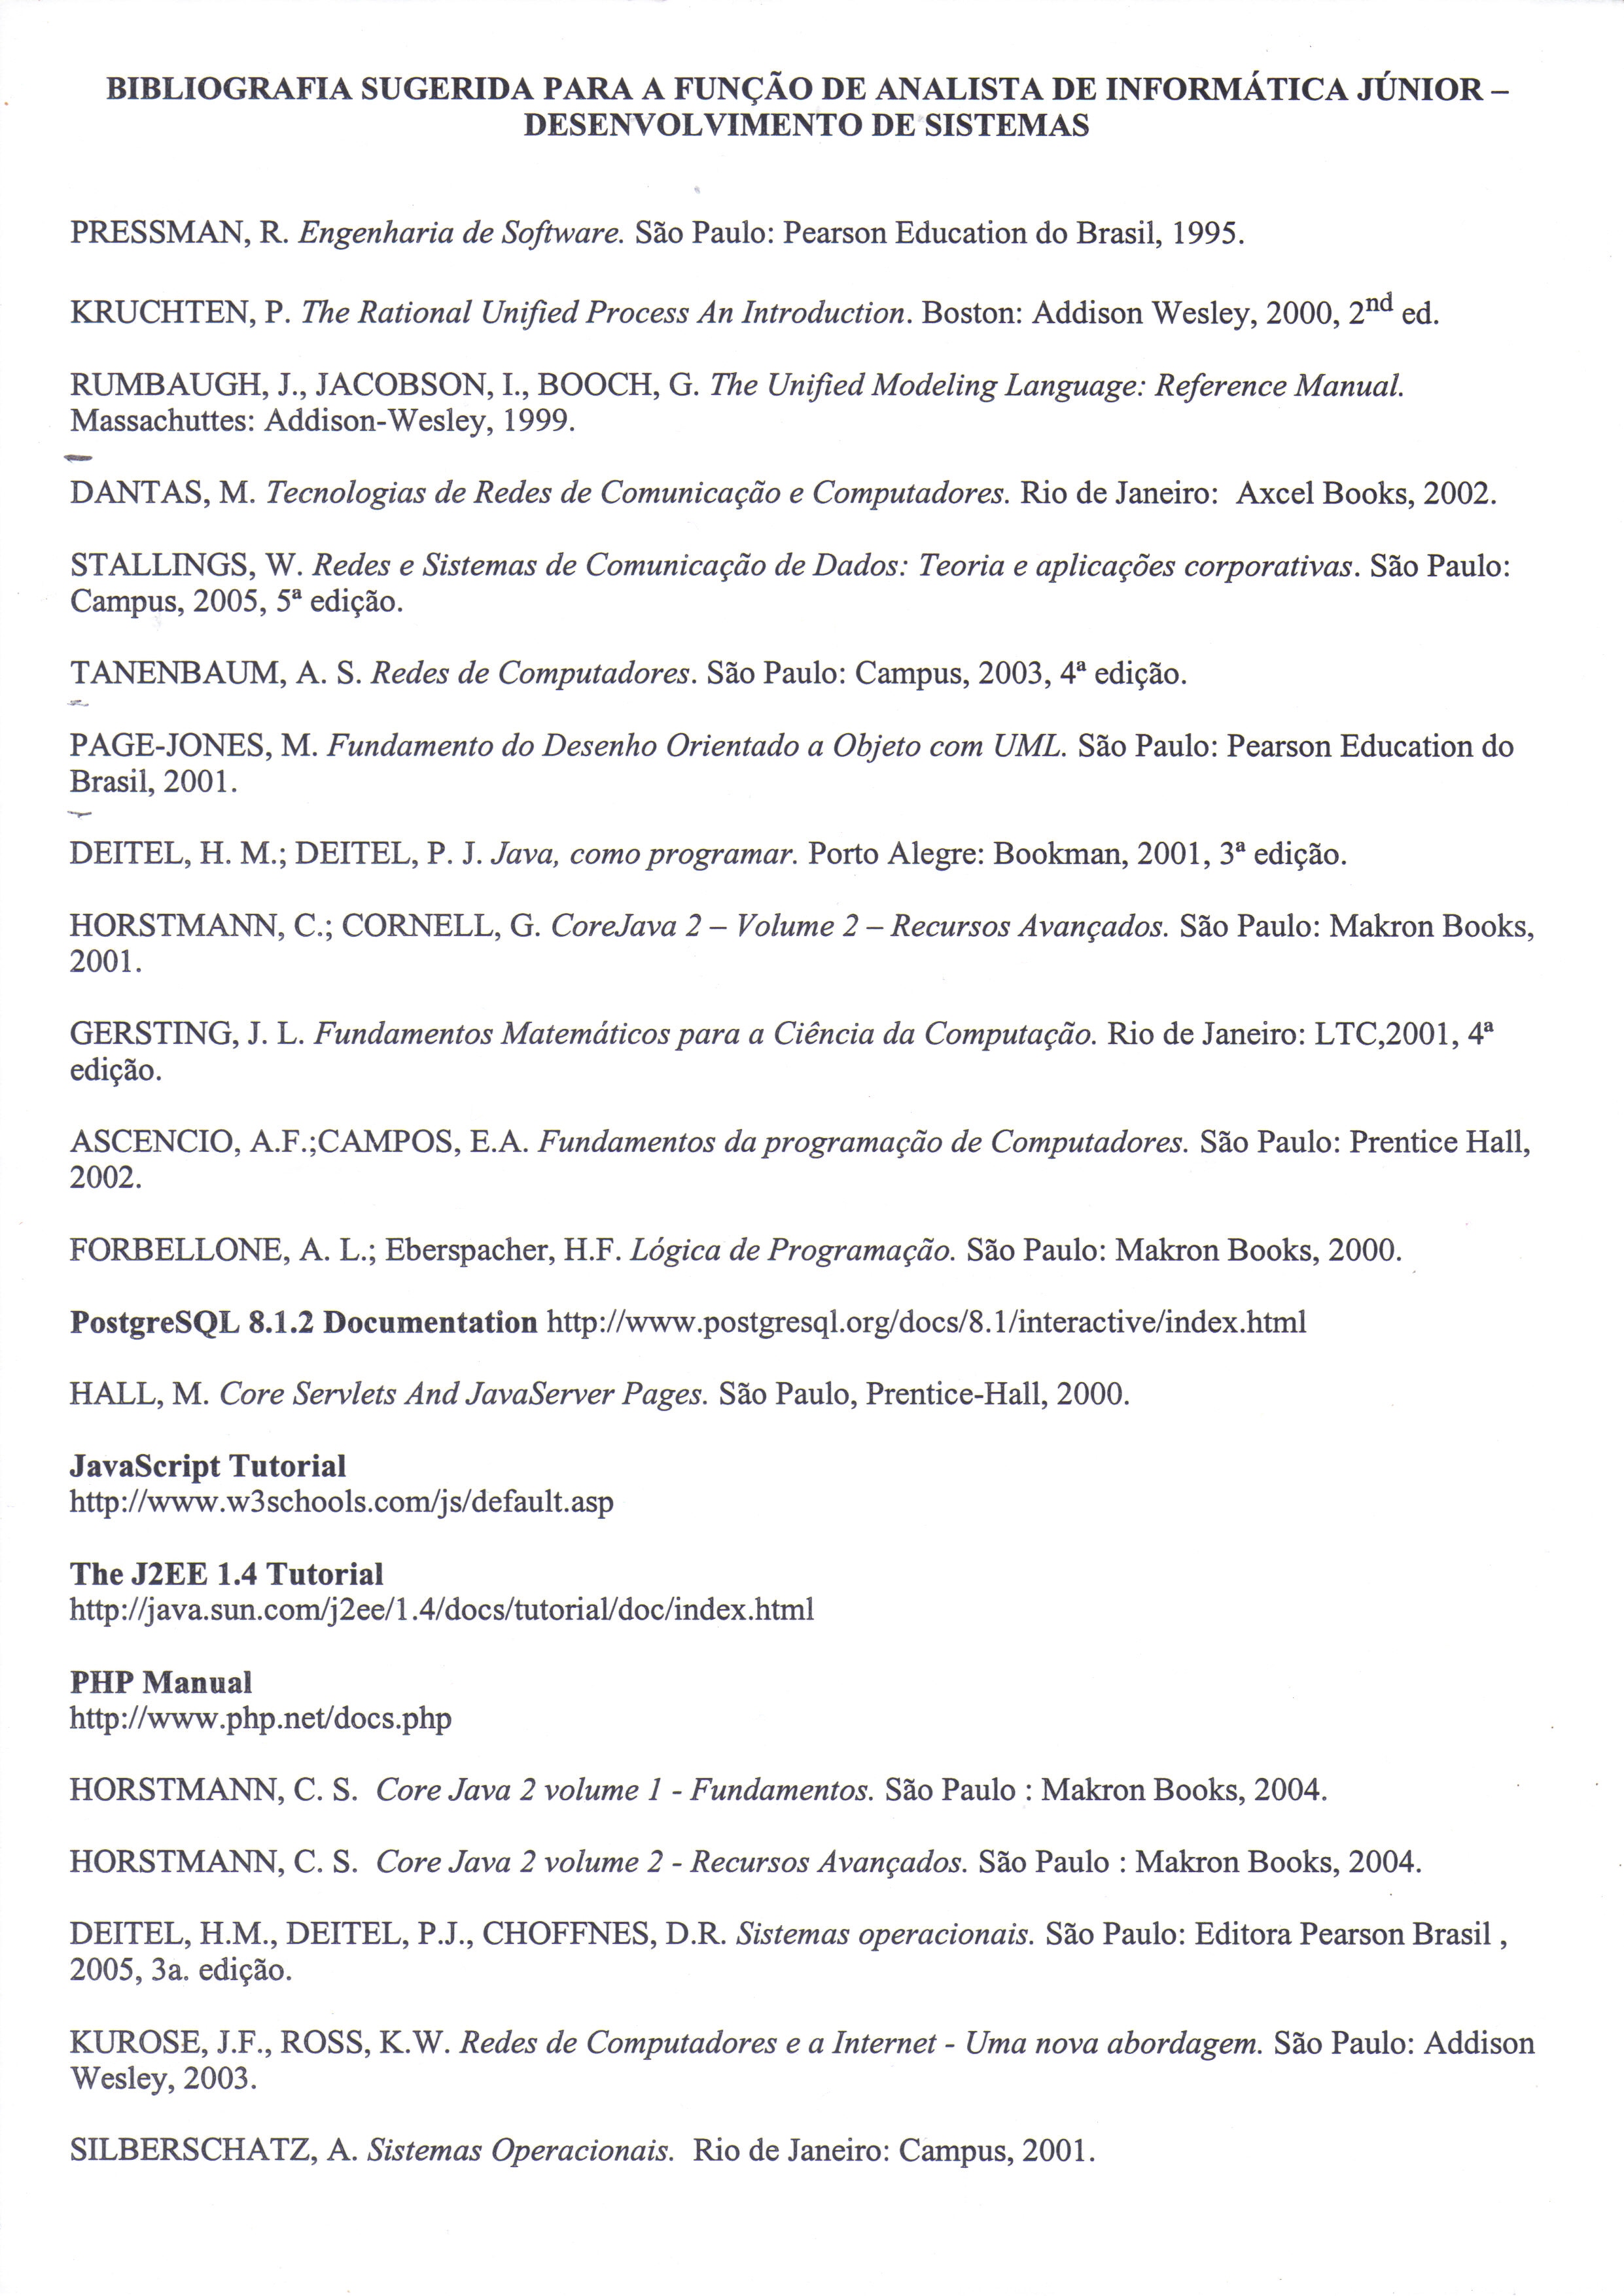 BIBLIOGRAFIA SUGERIDA PARA A FUNÇÃO DE ANALISTA DE INFORMÁTICA JÚNIOR –
DESENVOLVIMENTO DE SISTEMAS
PRESSMAN, R. Engenharia de Software. São Paulo: Pearson Education do Brasil, 1995.
KRUCHTEN, P. The Rational Unified Process An Introduction. Boston: Addison Wesley, 2000, 2nd ed.
RUMBAUGH, J., JACOBSON, I., BOOCH, G. The Unified Modeling Language: Reference Manual.
Massachuttes: Addison-Wesley, 1999.
DANTAS, M. Tecnologias de Redes de Comunicação e Computadores. Rio de Janeiro: Axcel Books, 2002.
STALLINGS, W. Redes e Sistemas de Comunicação de Dados: Teoria e aplicações corporativas. São Paulo:
Campus, 2005, 5ª edição.
TANENBAUM, A. S. Redes de Computadores. São Paulo: Campus, 2003, 4ª edição.
PAGE-JONES, M. Fundamento do Desenho Orientado a Objeto com UML. São Paulo: Pearson Education do
Brasil, 2001.
DEITEL, H. M.; DEITEL, P. J. Java, como programar. Porto Alegre: Bookman, 2001, 3ª edição.
HORSTMANN, C.; CORNELL, G. CoreJava 2 – Volume 2 – Recursos Avançados. São Paulo: Makron Books,
2001.
GERSTING, J. L. Fundamentos Matemáticos para a Ciência da Computação. Rio de Janeiro: LTC,2001, 4ª
edição.
ASCENCIO, A.F.;CAMPOS, E.A. Fundamentos da programação de Computadores. São Paulo: Prentice Hall,
2002.
FORBELLONE, A. L.; Eberspacher, H.F. Lógica de Programação. São Paulo: Makron Books, 2000.
PostgreSQL 8.1.2 Documentation http://www.postgresql.org/docs/8.1/interactive/index.html
HALL, M. Core Servlets And JavaServer Pages. São Paulo, Prentice-Hall, 2000.
JavaScript Tutorial
http://www.w3schools.com/js/default.asp
The J2EE 1.4 Tutorial
http://java.sun.com/j2ee/1.4/docs/tutorial/doc/index.html
PHP Manual
http://www.php.net/docs.php
HORSTMANN, C. S. Core Java 2 volume 1 - Fundamentos. São Paulo : Makron Books, 2004.
HORSTMANN, C. S. Core Java 2 volume 2 - Recursos Avançados. São Paulo : Makron Books, 2004.
DEITEL, H.M., DEITEL, P.J., CHOFFNES, D.R. Sistemas operacionais. São Paulo: Editora Pearson Brasil ,
2005, 3a. edição.
KUROSE, J.F., ROSS, K.W. Redes de Computadores e a Internet - Uma nova abordagem. São Paulo: Addison
Wesley, 2003.
SILBERSCHATZ, A. Sistemas Operacionais. Rio de Janeiro: Campus, 2001.